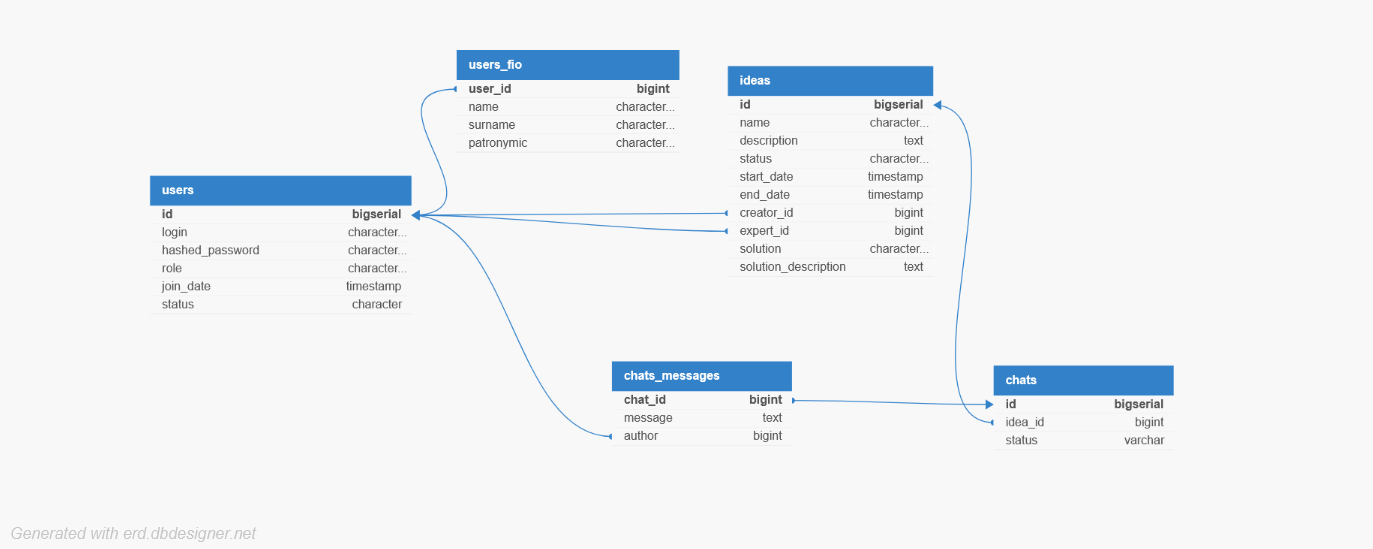 users_fio
user_id bigint
name character...
surname character...
patronymic character...
ideas
id bigserial
name character...
description text
status character...
start_date timestamp
end_date timestamp
creator_id bigint
expert_id bigint
solution character...
solution_description text
users
id bigserial
login character...
hashed_password character...
role character...
join_date timestamp
status character
chats_messages
chat_id bigint
message text
author bigint
chats
id bigserial
idea_id bigint
status varchar
Generated with erd.dbdesigner.net